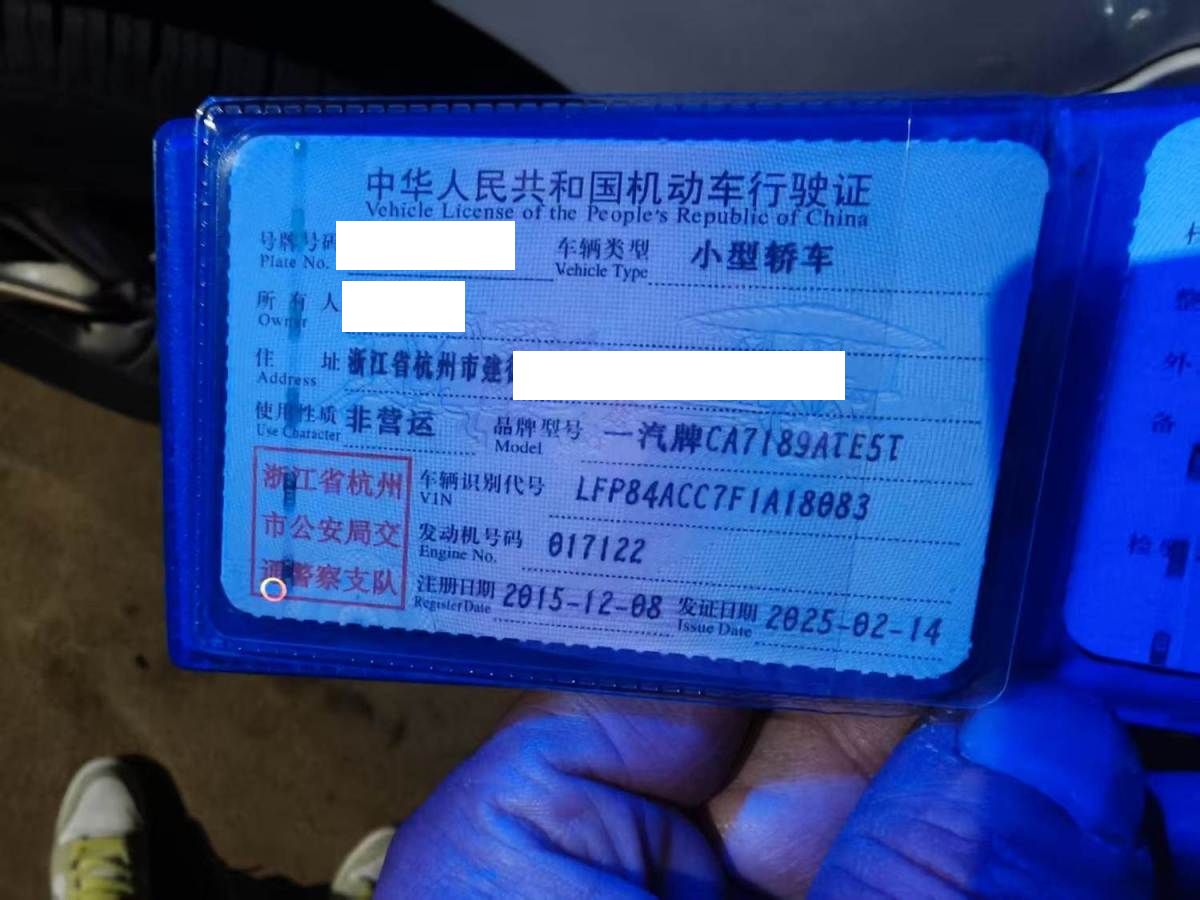 中华人民共和国机动车行驶证
Vehicle License of the People's Republic of China
号牌号码 车辆类型 小型轿车
Plate No. Vehicle Type
所有人
Owner
住址 浙江省杭州市建
Address
使用性质 非营运 品牌型号 一汽牌CA7189ATE5T
Use Character Model
浙江省杭州
市公安局交
通警察支队
车辆识别代号 LFP84ACC7F1A18083
VIN
发动机号码 017122
Engine No.
注册日期 2015-12-08 发证日期 2025-02-14
Register Date Issue Date
整
外
备
检验